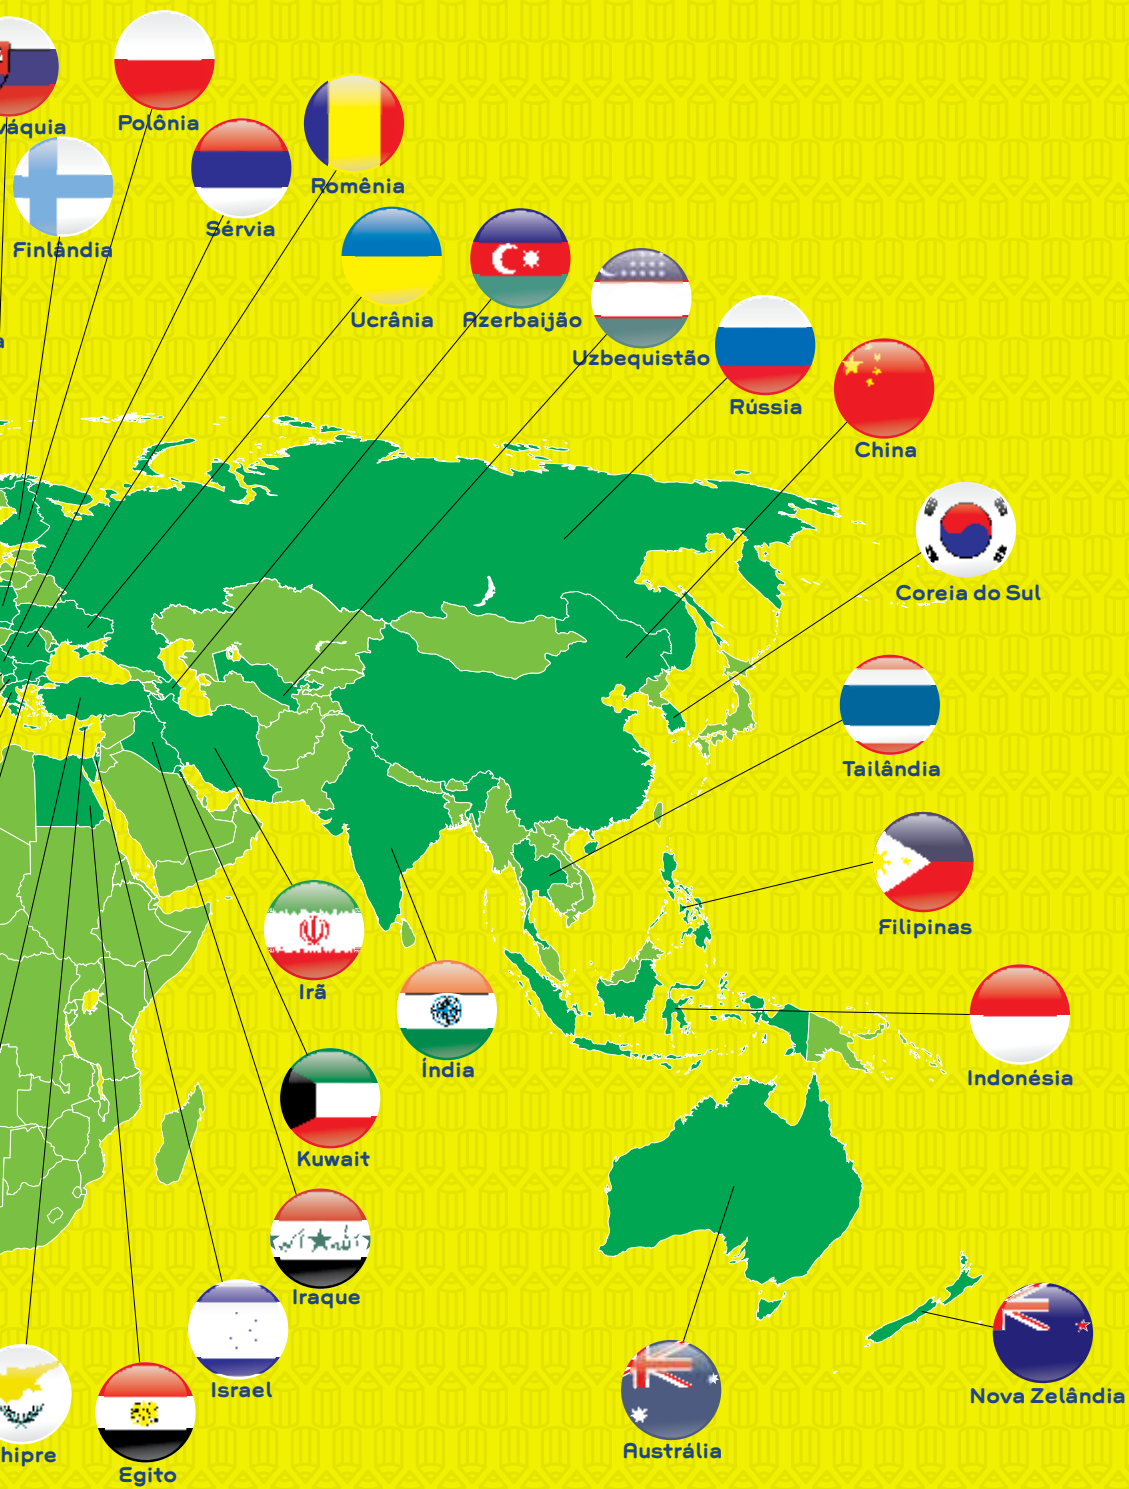 váquia
Polônia
Romênia
Sérvia
Finlândia
Ucrânia
Azerbaijão
a
Uzbequistão
Rússia
China
Coreia do Sul
Tailândia
Filipinas
Irã
Índia
Indonésia
Kuwait
Iraque
Israel
Nova Zelândia
Austrália
hipre
Egito